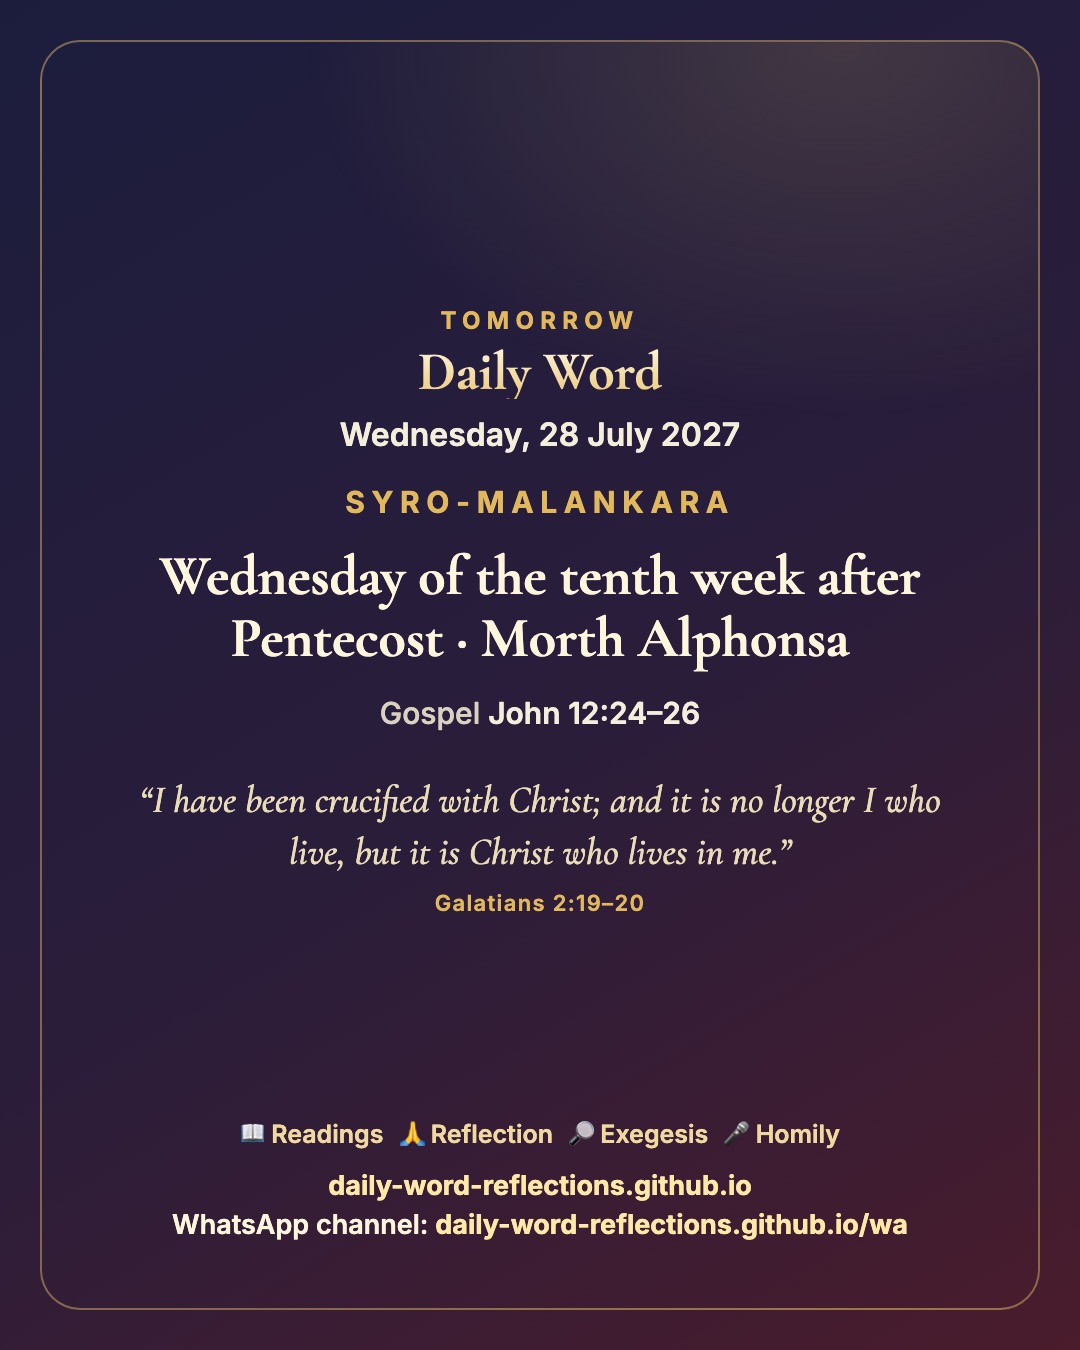 TOMORROW
Daily Word
Wednesday, 28 July 2027
SYRO-MALANKARA
Wednesday of the tenth week after
Pentecost · Morth Alphonsa
Gospel John 12:24–26
“I have been crucified with Christ; and it is no longer I who
live, but it is Christ who lives in me.”
Galatians 2:19–20
📖 Readings 🙏 Reflection 🔎 Exegesis 🎤 Homily
daily-word-reflections.github.io
WhatsApp channel: daily-word-reflections.github.io/wa